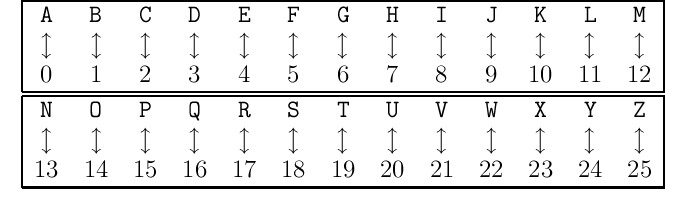 A B C D E F G H I J K L M
↕ ↕ ↕ ↕ ↕ ↕ ↕ ↕ ↕ ↕ ↕ ↕ ↕
0 1 2 3 4 5 6 7 8 9 10 11 12
N O P Q R S T U V W X Y Z
↕ ↕ ↕ ↕ ↕ ↕ ↕ ↕ ↕ ↕ ↕ ↕ ↕
13 14 15 16 17 18 19 20 21 22 23 24 25